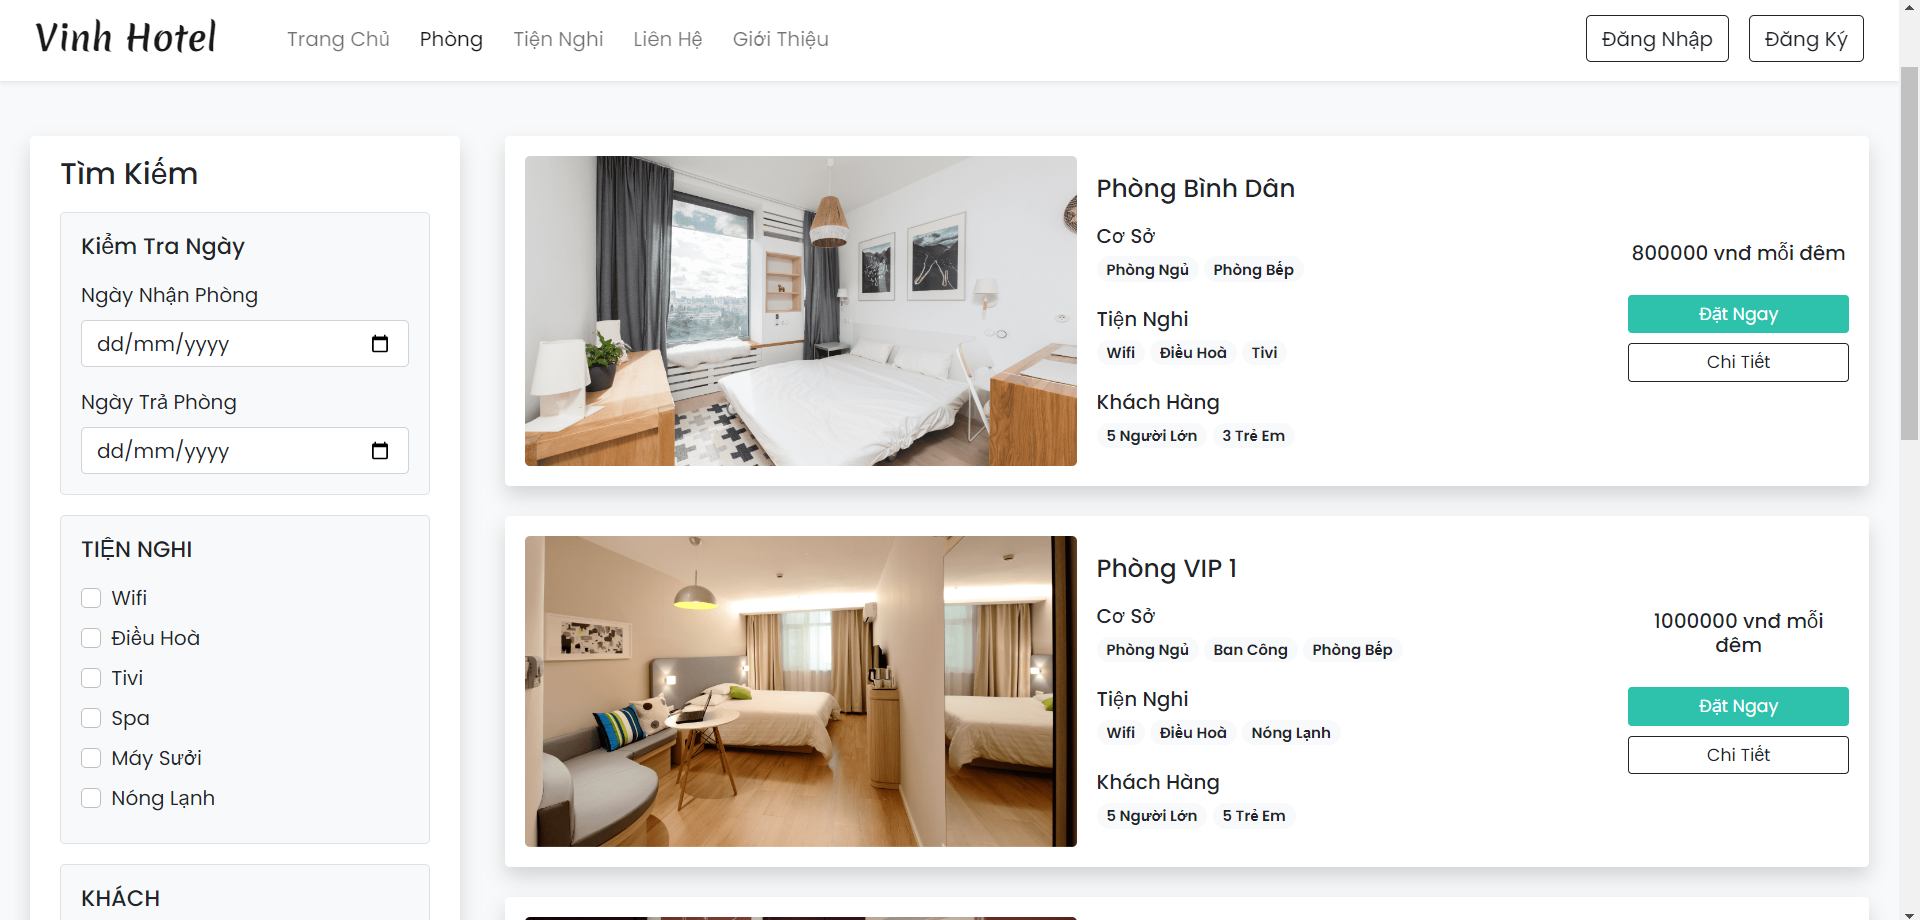 Vinh Hotel
Trang Chủ
Phòng
Tiện Nghi
Liên Hệ
Giới Thiệu
Đăng Nhập
Đăng Ký
Tìm Kiếm
Kiểm Tra Ngày
Ngày Nhận Phòng
dd/mm/yyyy
Ngày Trả Phòng
dd/mm/yyyy
TIỆN NGHI
Wifi
Điều Hoà
Tivi
Spa
Máy Sưởi
Nóng Lạnh
KHÁCH
Phòng Bình Dân
Cơ Sở
Phòng Ngủ Phòng Bếp
Tiện Nghi
Wifi Điều Hoà Tivi
Khách Hàng
5 Người Lớn 3 Trẻ Em
800000 vnđ mỗi đêm
Đặt Ngay
Chi Tiết
Phòng VIP 1
Cơ Sở
Phòng Ngủ Ban Công Phòng Bếp
Tiện Nghi
Wifi Điều Hoà Nóng Lạnh
Khách Hàng
5 Người Lớn 5 Trẻ Em
1000000 vnđ mỗi
đêm
Đặt Ngay
Chi Tiết